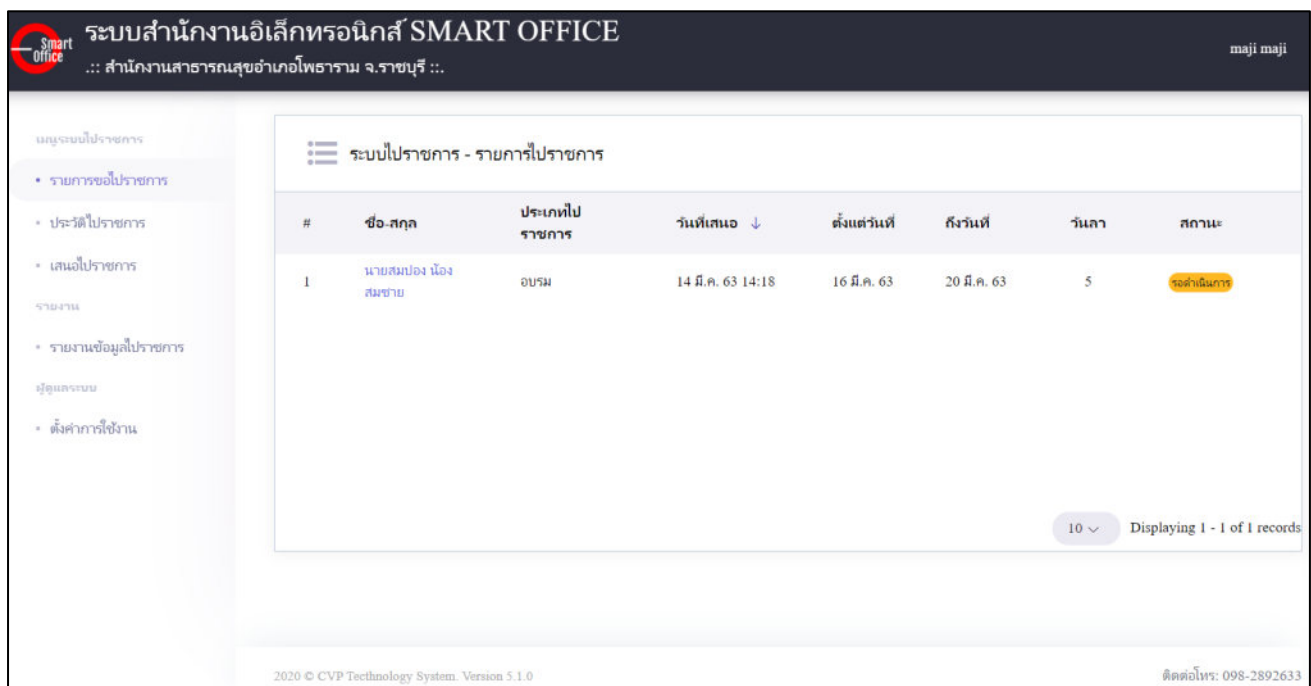 Smart
Office
ระบบสำนักงานอิเล็กทรอนิกส์ SMART OFFICE
.:: สำนักงานสาธารณสุขอำเภอโพธาราม จ.ราชบุรี ::.
maji maji
เมนูระบบไปราชการ
รายการขอไปราชการ
ประวัติไปราชการ
เสนอไปราชการ
รายงาน
รายงานข้อมูลไปราชการ
ผู้ดูแลระบบ
ตั้งค่าการใช้งาน
ระบบไปราชการ - รายการไปราชการ
# ชื่อ-สกุล ประเภทไป วันที่เสนอ ↓ ตั้งแต่วันที่ ถึงวันที่ วันลา สถานะ
ราชการ
1 นายสมปอง น้อง อบรม 14 มี.ค. 63 14:18 16 มี.ค. 63 20 มี.ค. 63 5 รอดำเนินการ
สมชาย
10 Displaying 1 - 1 of 1 records
2020 © CVP Tecthnology System. Version 5.1.0
ติดต่อโทร: 098-2892633